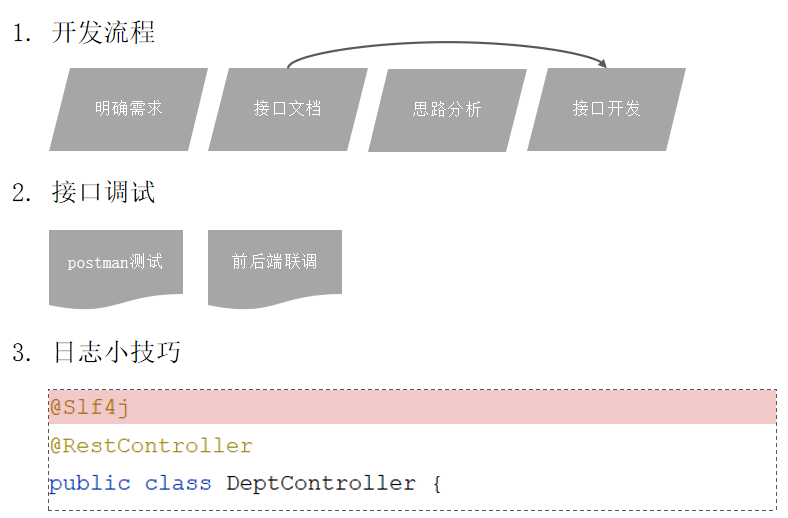 1. 开发流程
明确需求 接口文档 思路分析 接口开发
2. 接口调试
postman测试 前后端联调
3. 日志小技巧
@Slf4j
@RestController
public class DeptController {